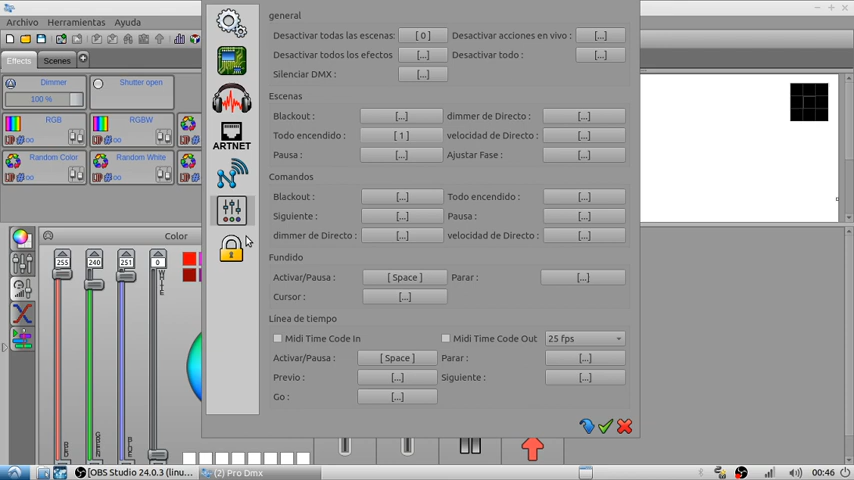 Archivo Herramientas Ayuda
Effects Scenes
Dimmer
100 %
Shutter open
RGB
RGBW
Random Color
Random White
Color
255 240 251 0
WHITE
ARTNET
general
Desactivar todas las escenas: [ 0 ] Desactivar acciones en vivo : [...]
Desactivar todos los efectos [...] Desactivar todo : [...]
Silenciar DMX : [...]
Escenas
Blackout : [...] dimmer de Directo : [...]
Todo encendido : [ 1 ] velocidad de Directo : [...]
Pausa : [...] Ajustar Fase : [...]
Comandos
Blackout : [...] Todo encendido : [...]
Siguiente : [...] Pausa : [...]
dimmer de Directo : [...] velocidad de Directo : [...]
Fundido
Activar/Pausa : [ Space ] Parar : [...]
Cursor : [...]
Línea de tiempo
Midi Time Code In Midi Time Code Out 25 fps
Activar/Pausa : [ Space ] Parar : [...]
Previo : [...] Siguiente : [...]
Go : [...]
[OBS Studio 24.0.3 (linu... (2) Pro Dmx 00:46